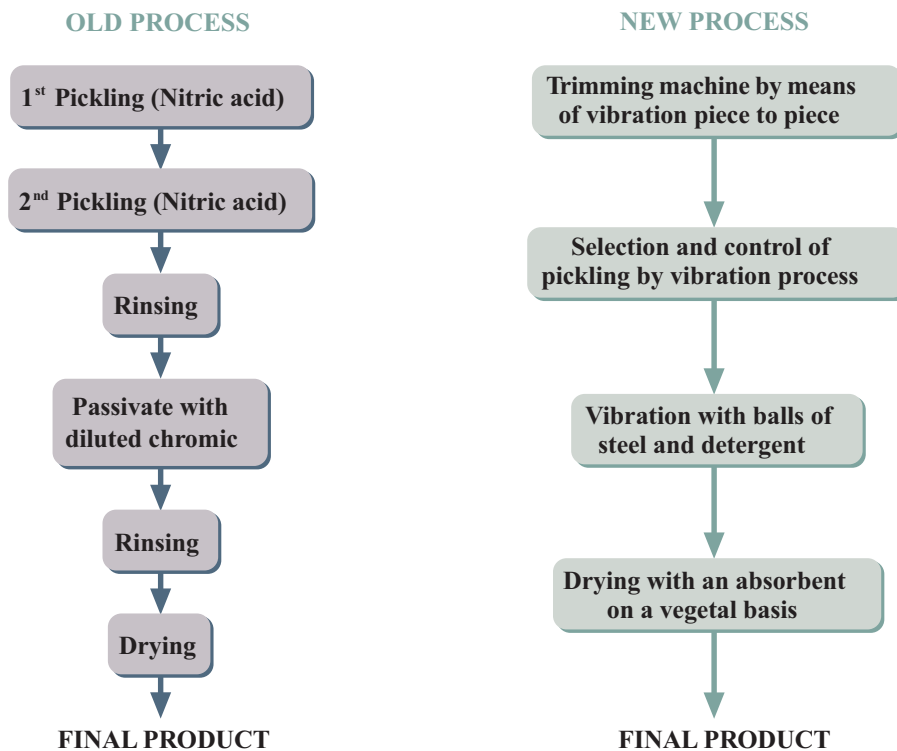 OLD PROCESS
1st Pickling (Nitric acid)
2nd Pickling (Nitric acid)
Rinsing
Passivate with
diluted chromic
Rinsing
Drying
FINAL PRODUCT
NEW PROCESS
Trimming machine by means
of vibration piece to piece
Selection and control of
pickling by vibration process
Vibration with balls of
steel and detergent
Drying with an absorbent
on a vegetal basis
FINAL PRODUCT